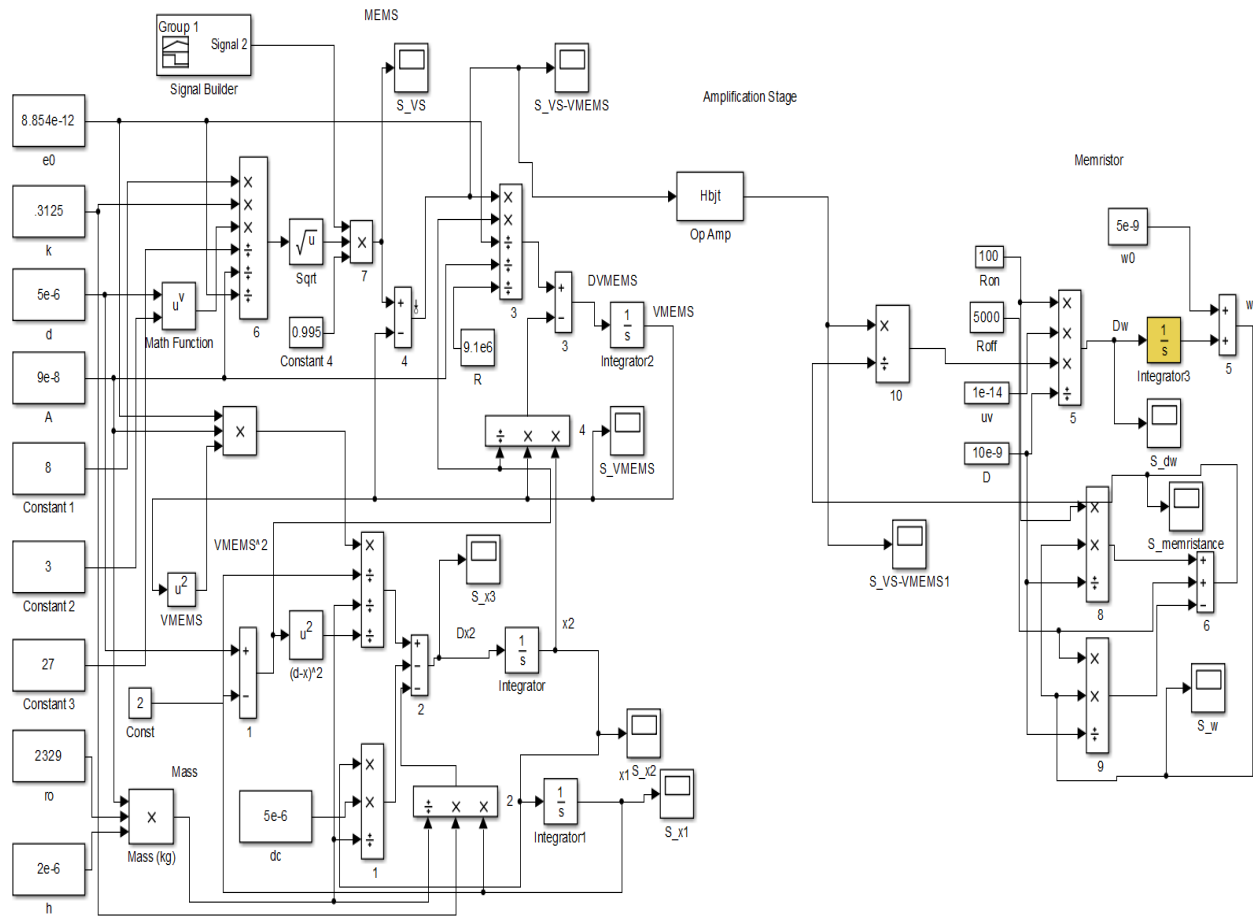 MEMS
Group 1
Signal 2
Signal Builder
S_VS
S_VS-VMEMS
Amplification Stage
Memristor
8.854e-12
e0
.3125
k
5e-6
d
9e-8
A
8
Constant 1
3
Constant 2
27
Constant 3
2329
ro
2e-6
h
u^v
Math Function
6
√u
Sqrt
7
0.995
Constant 4
4
3
9.1e6
R
3
DVMEMS
1/s
Integrator2
VMEMS
4
S_VMEMS
Hbjt
Op Amp
10
S_VS-VMEMS1
100
Ron
5000
Roff
1e-14
uv
10e-9
D
5
Dw
1/s
Integrator3
5e-9
w0
5
w
S_dw
S_memristance
8
6
9
S_w
VMEMS^2
u²
VMEMS
2
Const
1
u²
(d-x)^2
2
Dx2
1/s
Integrator
x2
S_x3
Mass
Mass (kg)
5e-6
dc
1
2
1/s
Integrator1
x1
S_x2
S_x1